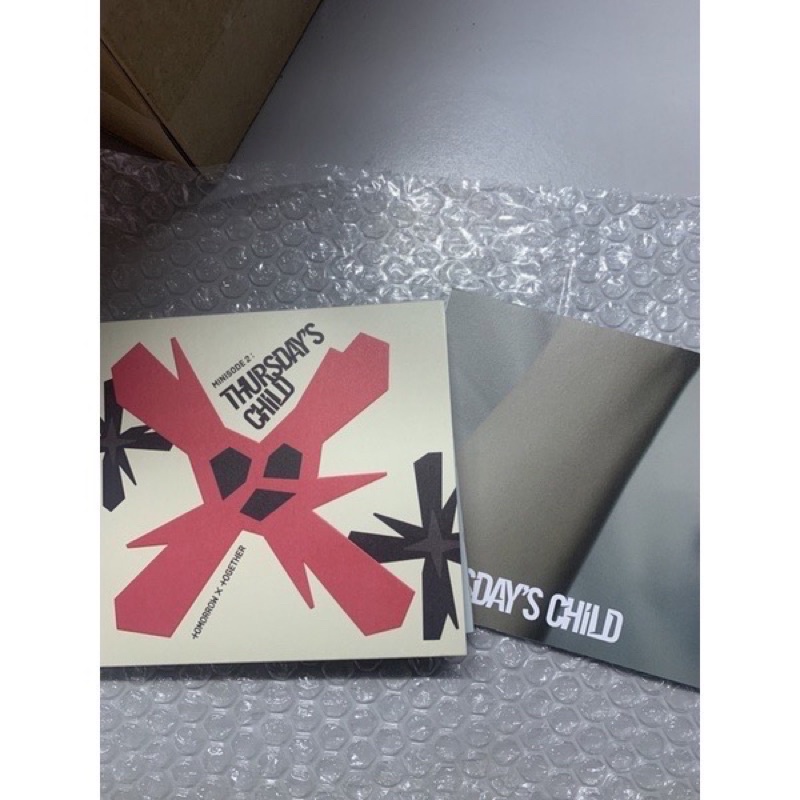 MINISODE 2 :
THURSDAY'S
CHiLD
tOMORROW X tOGETHER
SDAY'S CHiLD